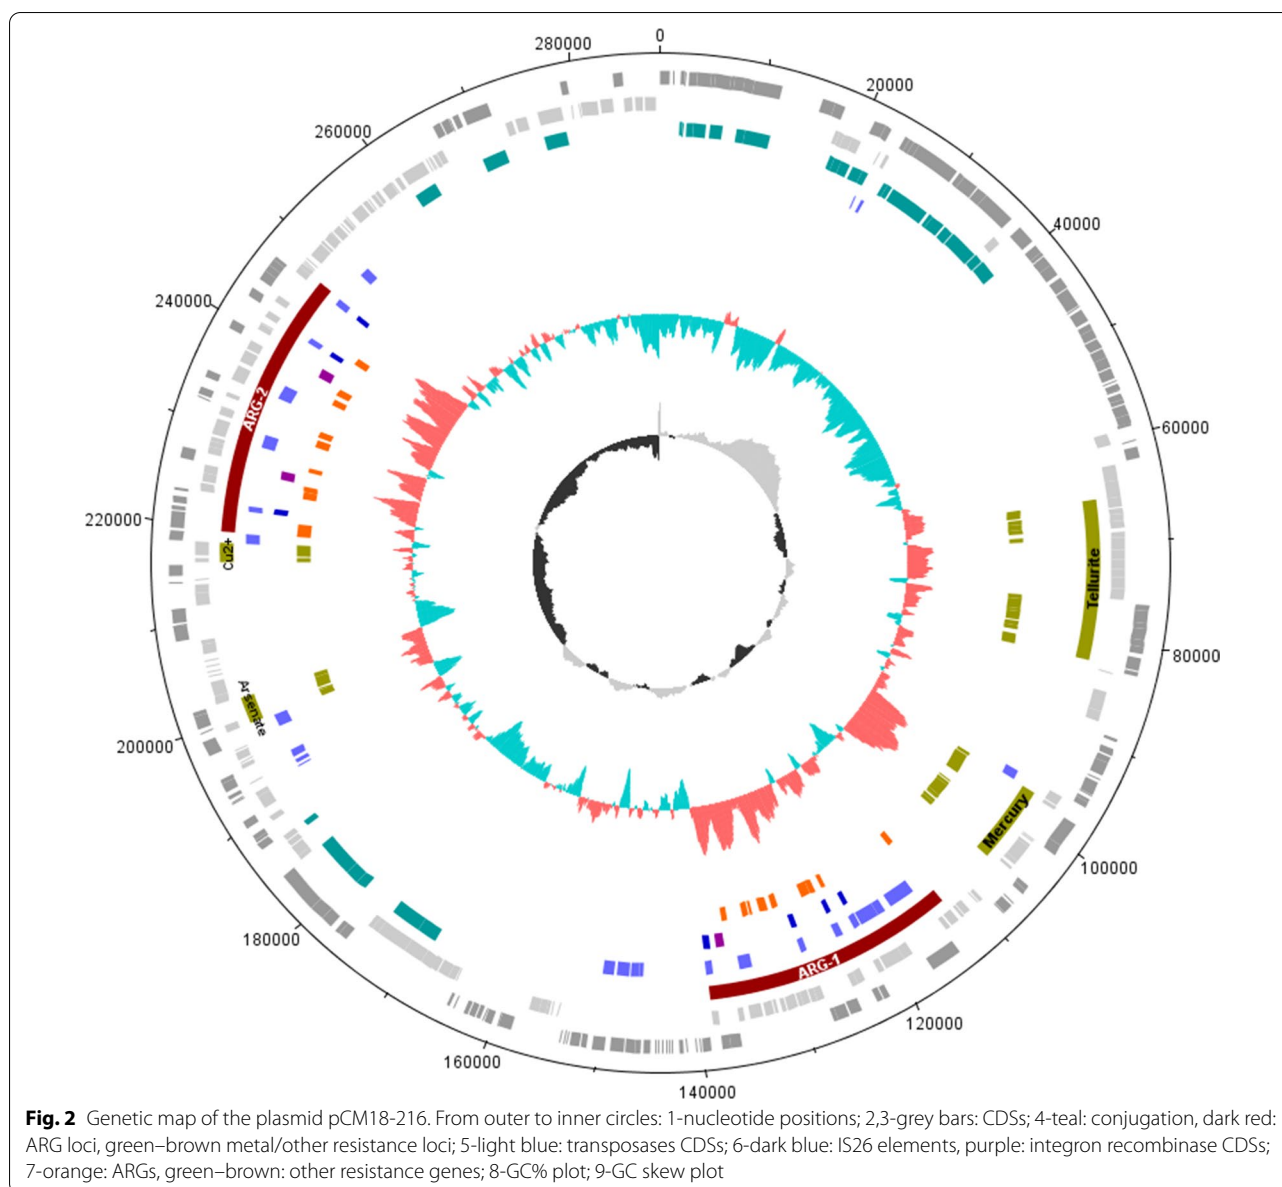 0
280000
20000
260000
40000
240000
ARG-2
60000
220000
Cu2+
Tellurite
80000
Arsenate
200000
Mercury
100000
180000
ARG-1
120000
160000
140000
Fig. 2 Genetic map of the plasmid pCM18-216. From outer to inner circles: 1-nucleotide positions; 2,3-grey bars: CDSs; 4-teal: conjugation, dark red:
ARG loci, green–brown metal/other resistance loci; 5-light blue: transposases CDSs; 6-dark blue: IS26 elements, purple: integron recombinase CDSs;
7-orange: ARGs, green–brown: other resistance genes; 8-GC% plot; 9-GC skew plot